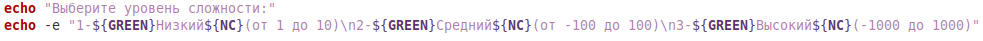 echo "Выберите уровень сложности:"
echo -e "1-${GREEN}Низкий${NC}(от 1 до 10)\n2-${GREEN}Средний${NC}(от -100 до 100)\n3-${GREEN}Высокий${NC}(-1000 до 1000)"